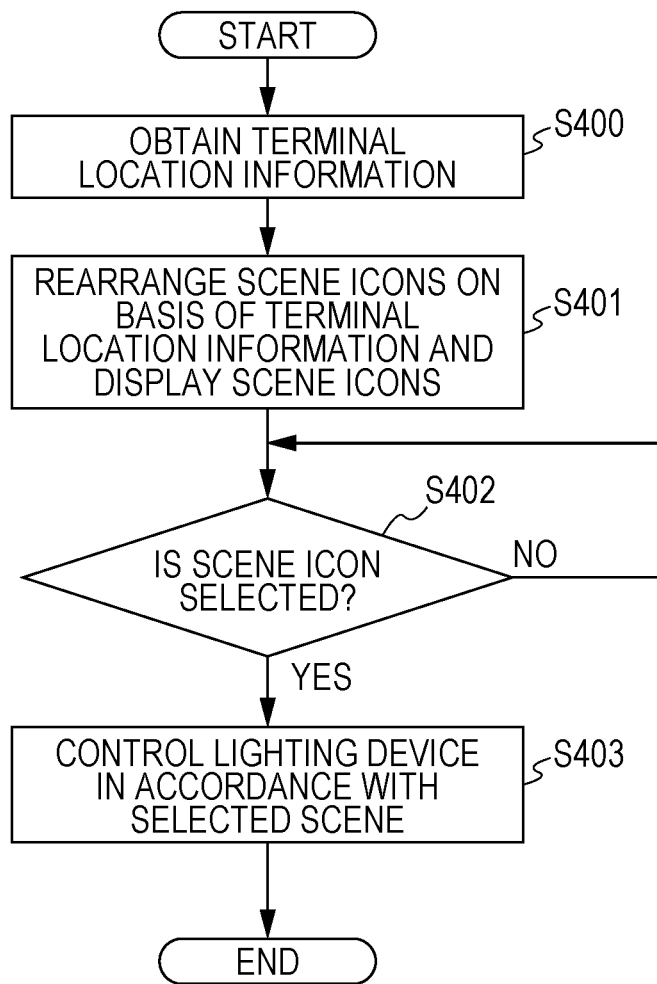 START
S400
OBTAIN TERMINAL
LOCATION INFORMATION
REARRANGE SCENE ICONS ON
BASIS OF TERMINAL
LOCATION INFORMATION AND
DISPLAY SCENE ICONS
S401
S402
IS SCENE ICON
SELECTED?
NO
YES
CONTROL LIGHTING DEVICE
IN ACCORDANCE WITH
SELECTED SCENE
S403
END